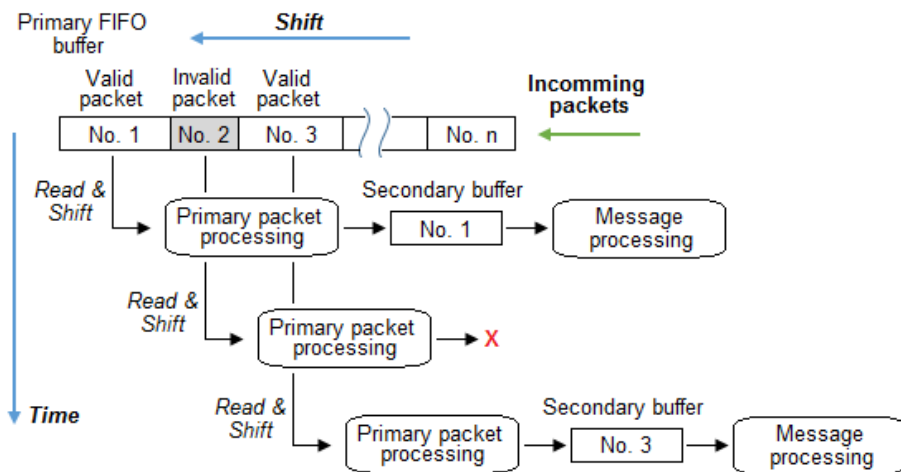 Primary FIFO
buffer
Shift
Valid
packet
Invalid
packet
Valid
packet
Incomming
packets
No. 1
No. 2
No. 3
No. n
Read &
Shift
Primary packet
processing
Secondary buffer
No. 1
Message
processing
Read &
Shift
Primary packet
processing
X
Time
Read &
Shift
Primary packet
processing
Secondary buffer
No. 3
Message
processing